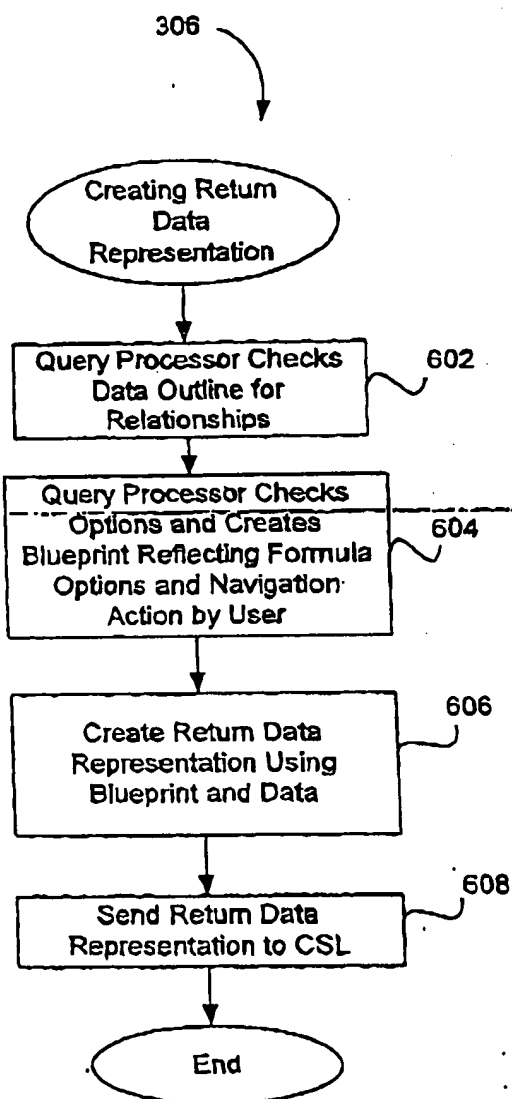 306
Creating Return
Data
Representation
Query Processor Checks
Data Outline for
Relationships
602
Query Processor Checks
Options and Creates
Blueprint Reflecting Formula
Options and Navigation
Action by User
604
Create Return Data
Representation Using
Blueprint and Data
606
Send Return Data
Representation to CSL
608
End